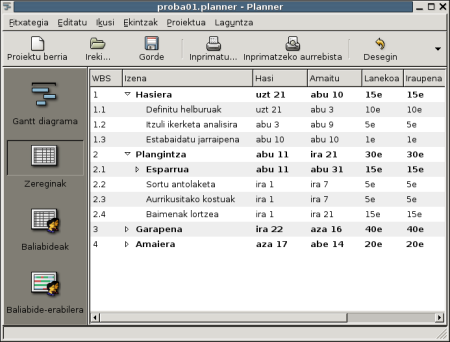 proba01.planner - Planner
Fitxategia Editatu Ikusi Ekintzak Proiektua Laguntza
Proiektu berria Ireki... Gorde Inprimatu... Inprimatzeko aurrebista Desegin
WBS Izena Hasi Amaitu Lanekoa Iraupena
1 Hasiera uzt 21 abu 10 15e 15e
1.1 Definitu helburuak uzt 21 abu 3 10e 10e
1.2 Itzuli ikerketa analisira abu 3 abu 9 5e 5e
1.3 Estabaidatu jarraipena abu 10 abu 10 1e 1e
2 Plangintza abu 11 ira 21 30e 30e
2.1 Esparrua abu 11 abu 31 15e 15e
2.2 Sortu antolaketa ira 1 ira 7 5e 5e
2.3 Aurrikusitako kostuak ira 1 ira 7 5e 5e
2.4 Baimenak lortzea ira 1 ira 21 15e 15e
3 Garapena ira 22 aza 16 40e 40e
4 Amaiera aza 17 abe 14 20e 20e
Gantt diagrama
Zereginak
Baliabideak
Baliabide-erabilera